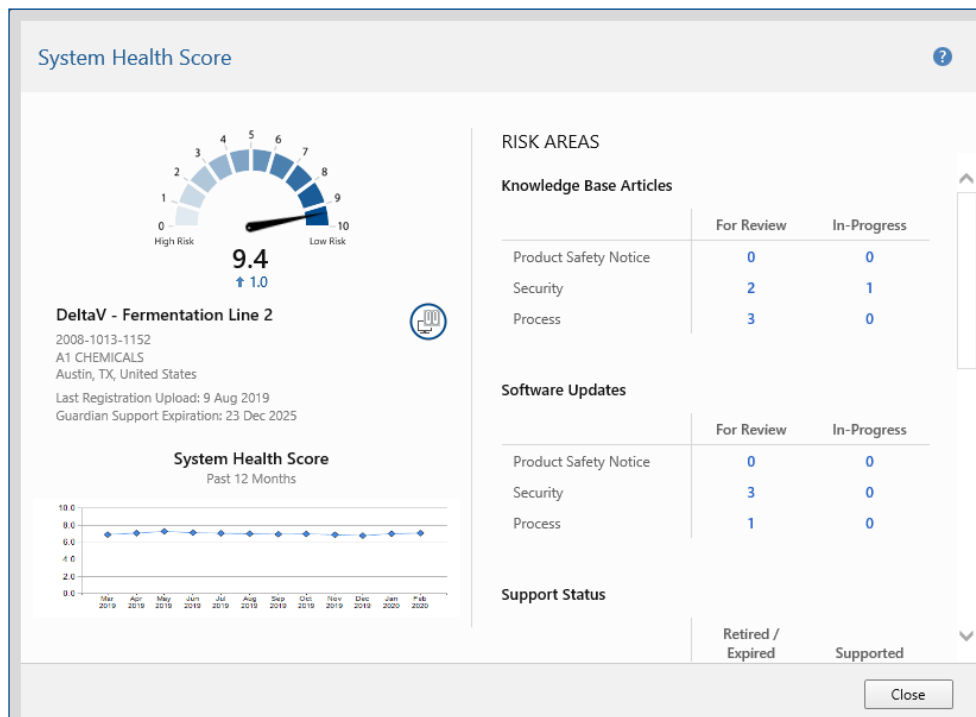 System Health Score
?
0 1 2 3 4 5 6 7 8 9 10
High Risk Low Risk
9.4
1.0
DeltaV - Fermentation Line 2
2008-1013-1152
A1 CHEMICALS
Austin, TX, United States
Last Registration Upload: 9 Aug 2019
Guardian Support Expiration: 23 Dec 2025
System Health Score
Past 12 Months
10.0
8.0
6.0
4.0
2.0
0.0
Mar Apr May Jun Jul Aug Sep Oct Nov Dec Jan Feb
2019 2019 2019 2019 2019 2019 2019 2019 2019 2019 2020 2020
RISK AREAS
Knowledge Base Articles
For Review In-Progress
Product Safety Notice 0 0
Security 2 1
Process 3 0
Software Updates
For Review In-Progress
Product Safety Notice 0 0
Security 3 0
Process 1 0
Support Status
Retired /
Expired Supported
Close